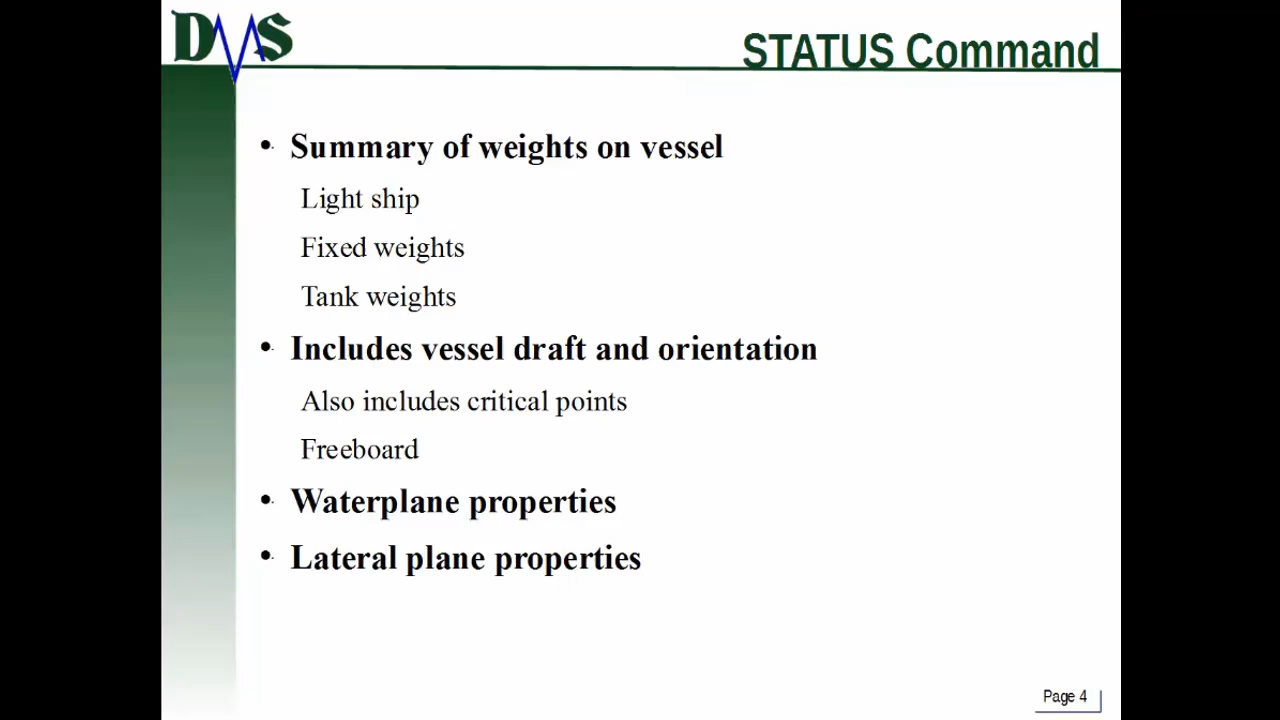 DMS
STATUS Command
• Summary of weights on vessel
Light ship
Fixed weights
Tank weights
• Includes vessel draft and orientation
Also includes critical points
Freeboard
• Waterplane properties
• Lateral plane properties
Page 4